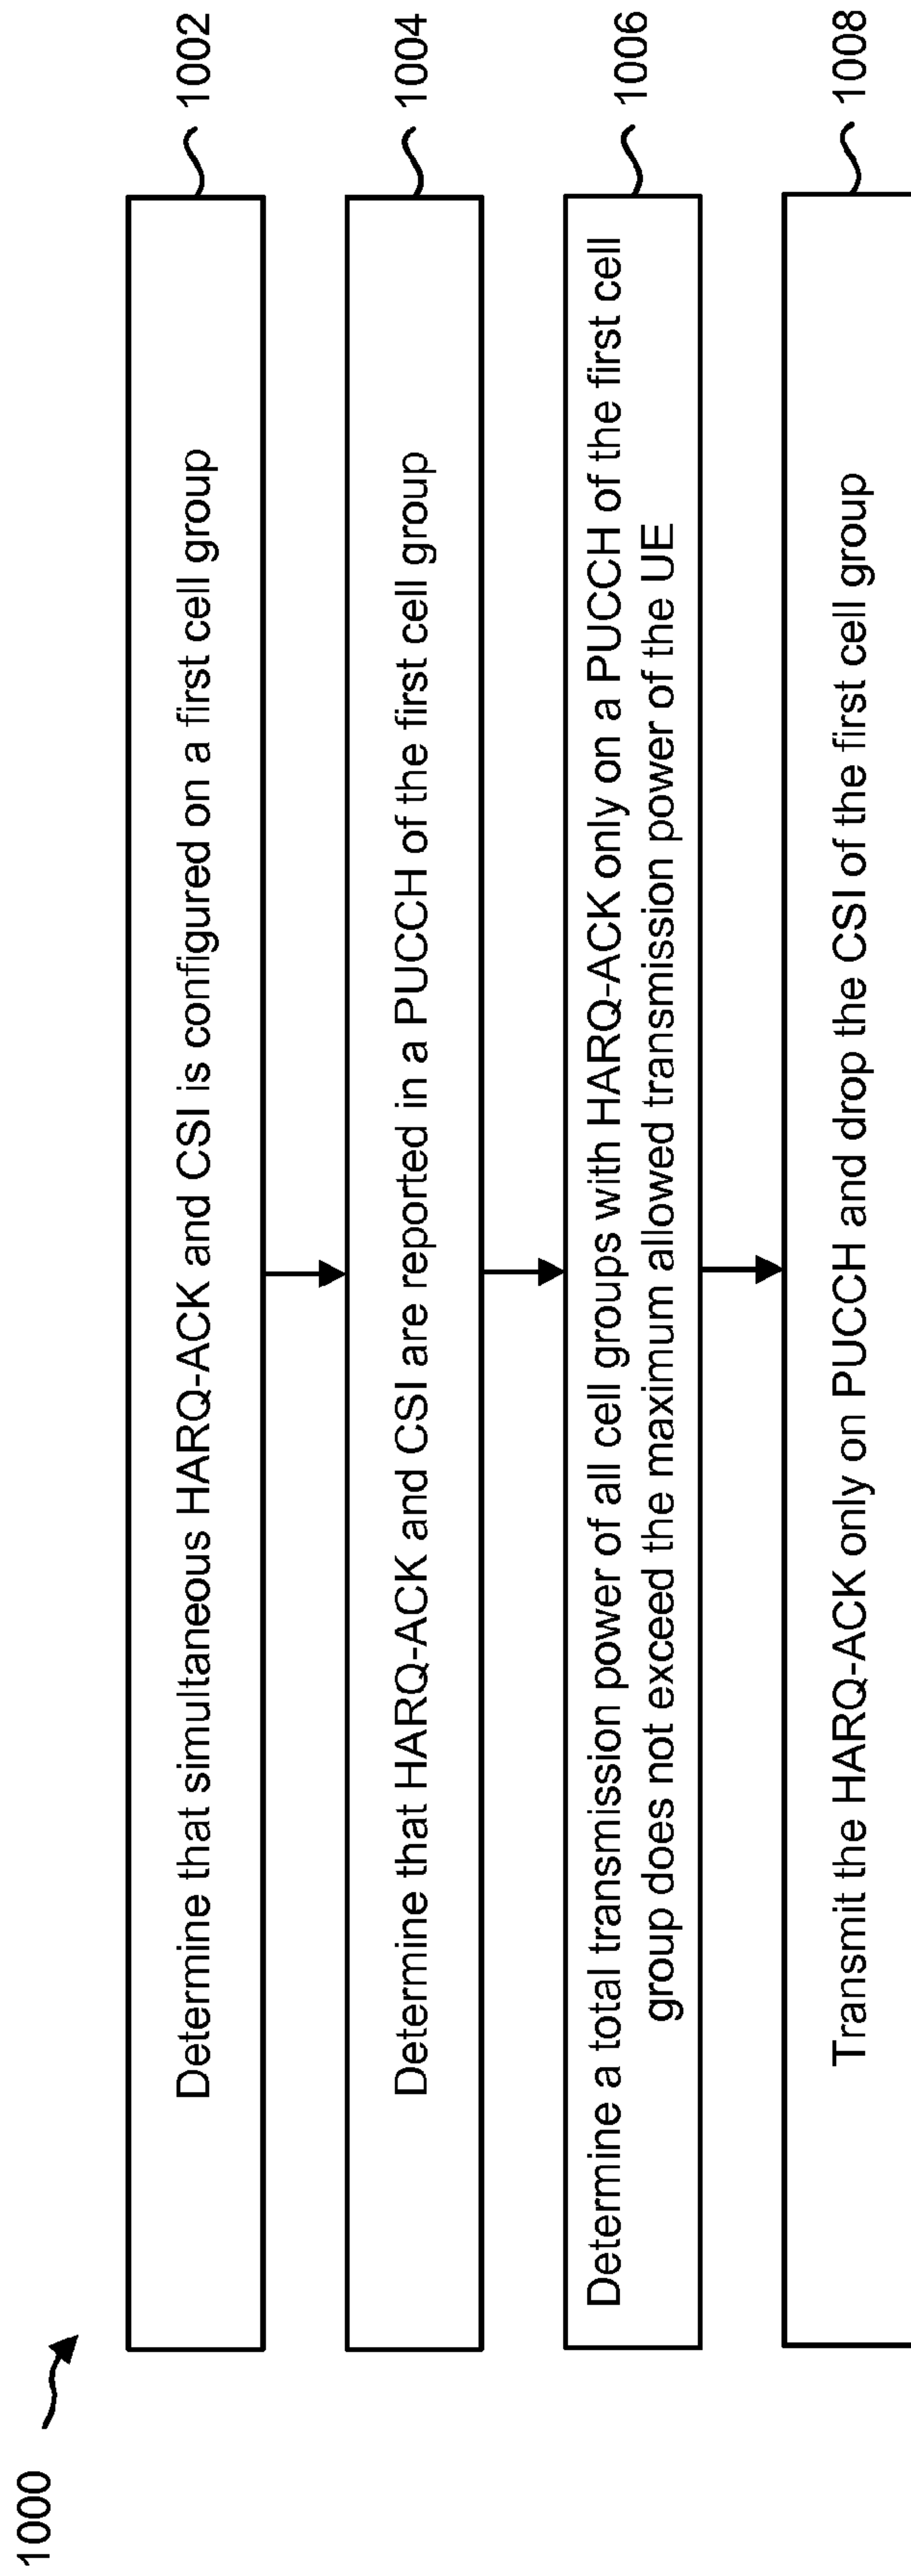 1000
Determine that simultaneous HARQ-ACK and CSI is configured on a first cell group
1002
Determine that HARQ-ACK and CSI are reported in a PUCCH of the first cell group
1004
Determine a total transmission power of all cell groups with HARQ-ACK only on a PUCCH of the first cell
group does not exceed the maximum allowed transmission power of the UE
1006
Transmit the HARQ-ACK only on PUCCH and drop the CSI of the first cell group
1008